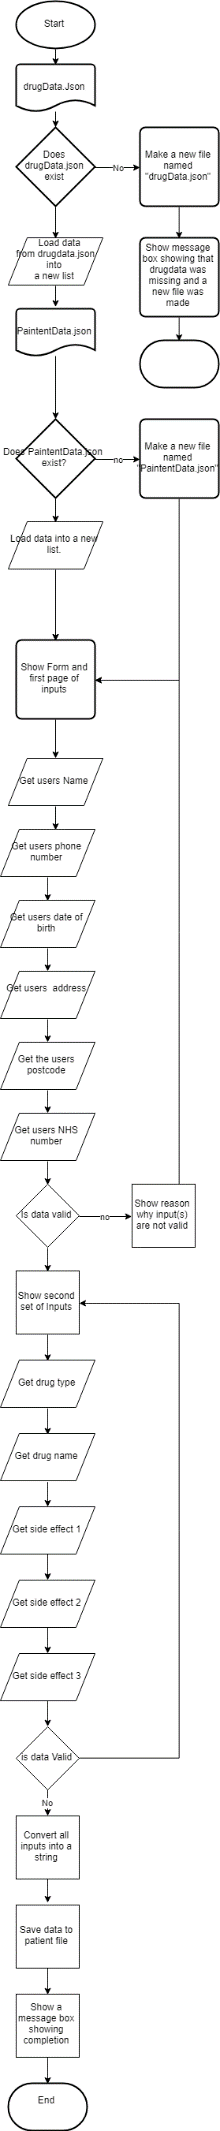 Start
drugData.Json
Does
drugData.json
exist
No
Make a new file
named
"drugData.json"
Load data
from drugdata.json
into
a new list
Show message
box showing that
drugdata was
missing and a
new file was
made
PaintentData.json
Does PaintentData.json
exist?
no
Make a new file
named
"PaintentData.json"
Load data into a new
list.
Show Form and
first page of
inputs
Get users Name
Get users phone
number
Get users date of
birth
Get users  address
Get the users
postcode
Get users NHS
number
Is data valid
no
Show reason
why input(s)
are not valid
Show second
set of Inputs
Get drug type
Get drug name
Get side effect 1
Get side effect 2
Get side effect 3
is data Valid
No
Convert all
inputs into a
string
Save data to
patient file
Show a
message box
showing
completion
End